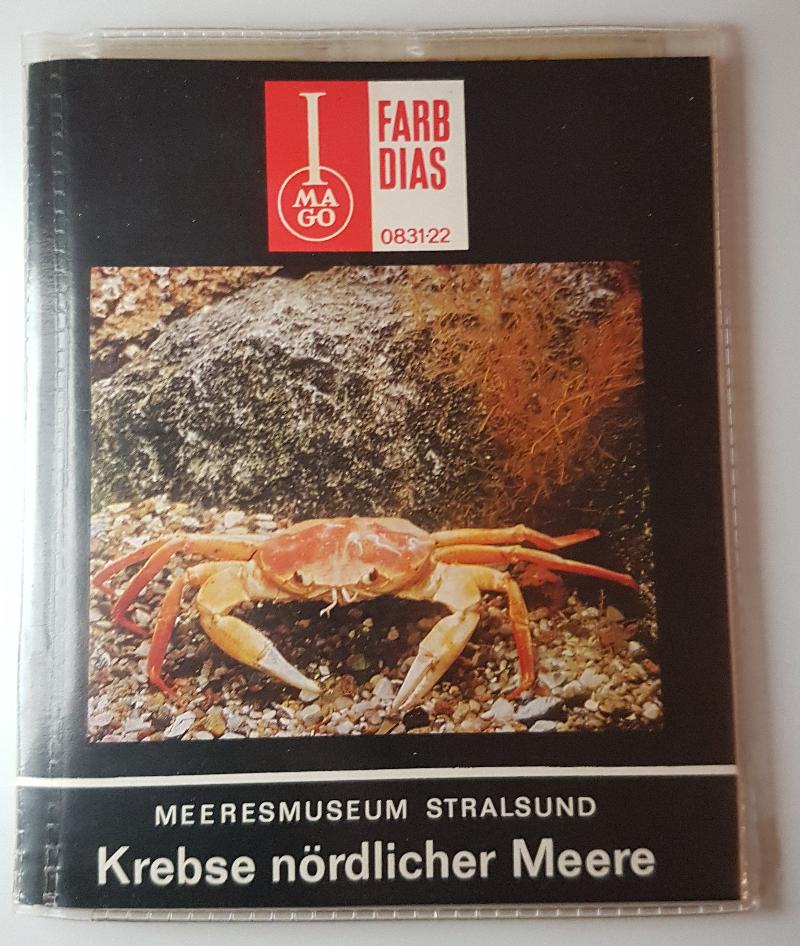 I
MA
GO
FARB
DIAS
0831·22
MEERESMUSEUM STRALSUND
Krebse nördlicher Meere